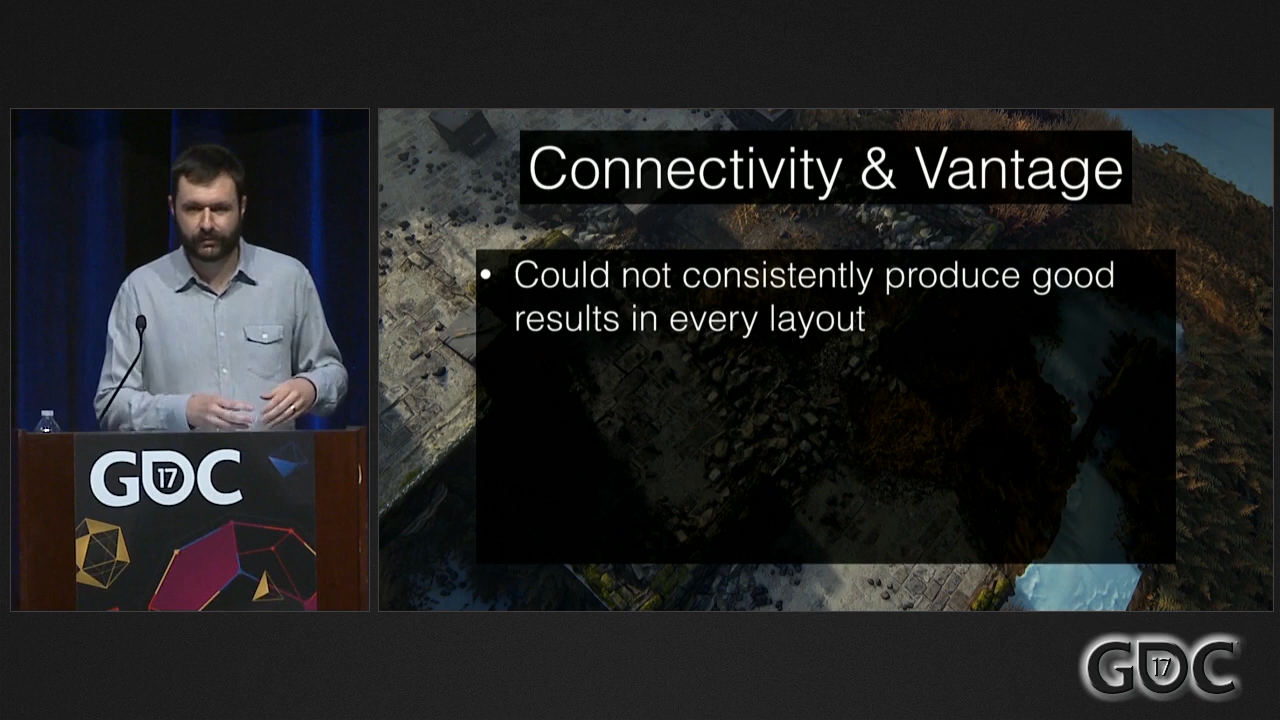 Connectivity & Vantage
• Could not consistently produce good
results in every layout
GDC
17
GDC
17